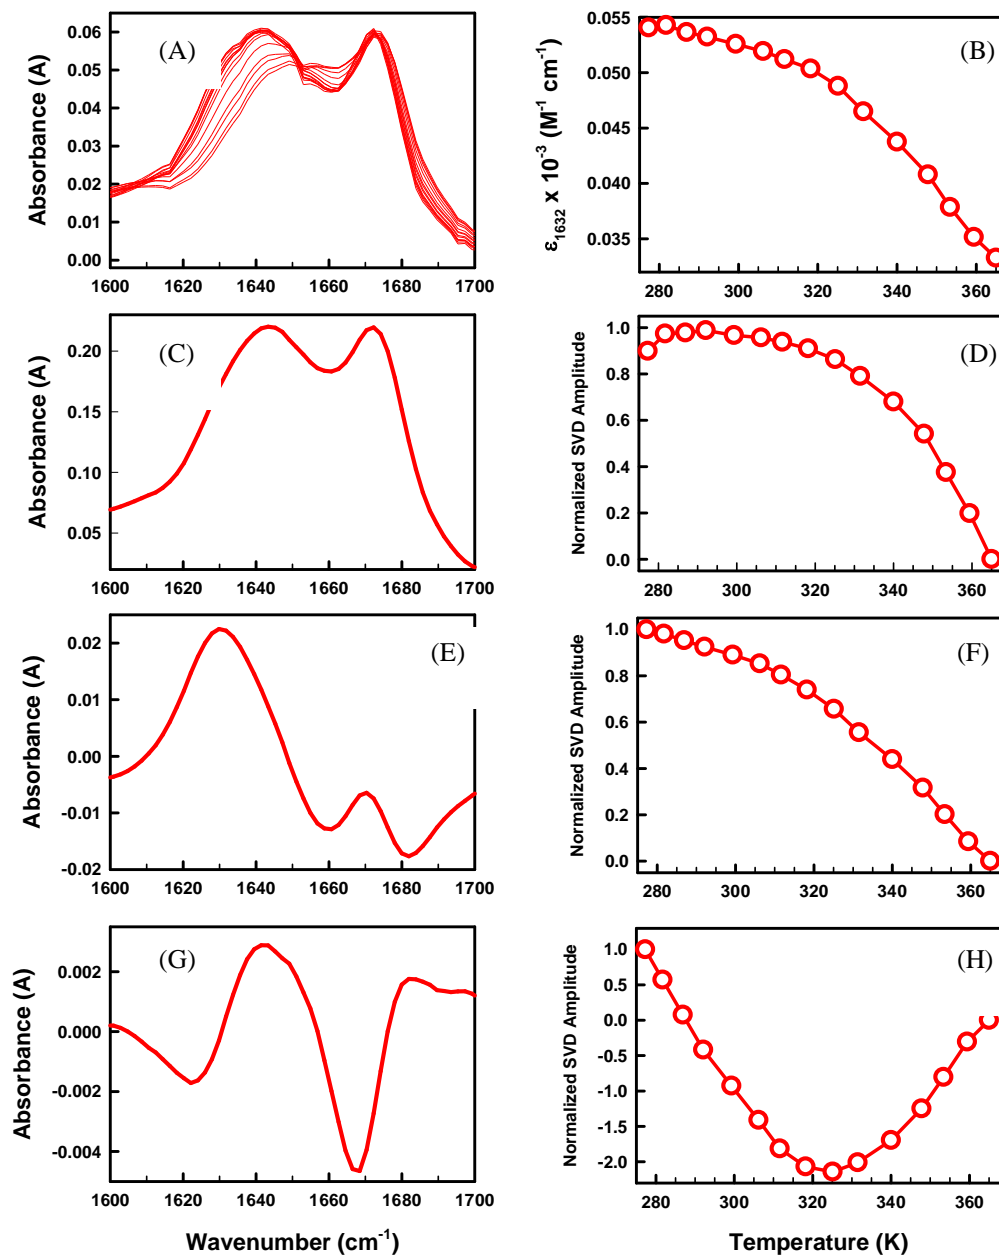 (A)
Absorbance (A)
0.06
0.05
0.04
0.03
0.02
0.01
0.00
1600 1620 1640 1660 1680 1700
(B)
ε1632 x 10-3 (M-1 cm-1)
0.055
0.050
0.045
0.040
0.035
280 300 320 340 360
(C)
Absorbance (A)
0.20
0.15
0.10
0.05
1600 1620 1640 1660 1680 1700
(D)
Normalized SVD Amplitude
1.0
0.8
0.6
0.4
0.2
0.0
280 300 320 340 360
(E)
Absorbance (A)
0.02
0.01
0.00
-0.01
-0.02
1600 1620 1640 1660 1680 1700
(F)
Normalized SVD Amplitude
1.0
0.8
0.6
0.4
0.2
0.0
280 300 320 340 360
(G)
Absorbance (A)
0.002
0.000
-0.002
-0.004
1600 1620 1640 1660 1680 1700
Wavenumber (cm-1)
(H)
Normalized SVD Amplitude
1.0
0.5
0.0
-0.5
-1.0
-1.5
-2.0
280 300 320 340 360
Temperature (K)